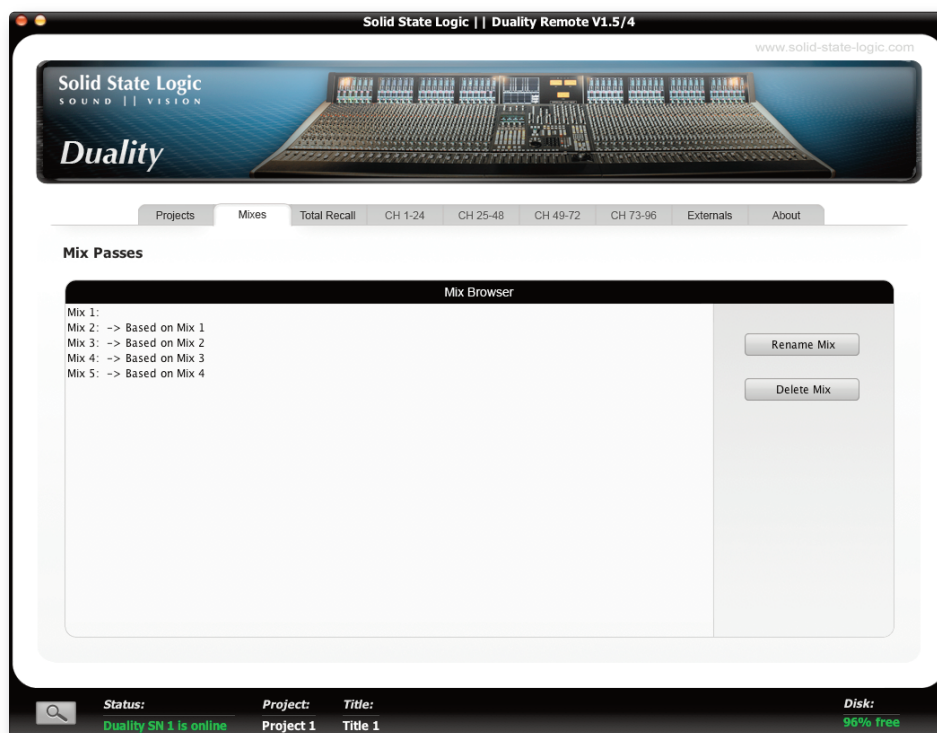 Solid State Logic || Duality Remote V1.5/4
www.solid-state-logic.com
Solid State Logic
SOUND || VISION
Duality
Projects Mixes Total Recall CH 1-24 CH 25-48 CH 49-72 CH 73-96 Externals About
Mix Passes
Mix Browser
Mix 1:
Mix 2: -> Based on Mix 1
Mix 3: -> Based on Mix 2
Mix 4: -> Based on Mix 3
Mix 5: -> Based on Mix 4
Rename Mix
Delete Mix
Status: Project: Title: Disk:
Duality SN 1 is online Project 1 Title 1 96% free